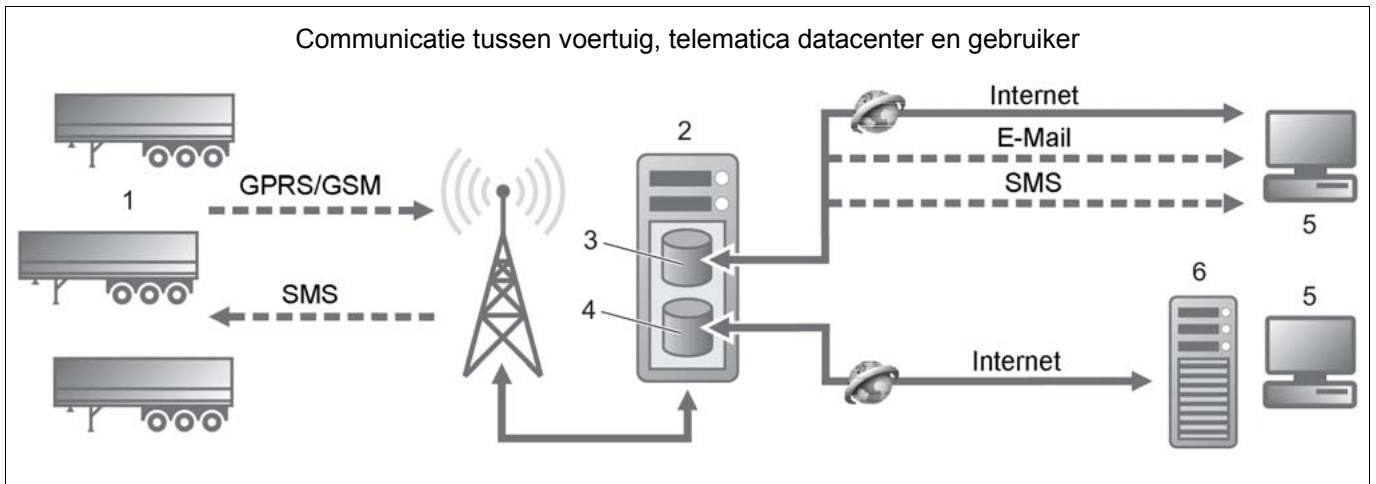 Communicatie tussen voertuig, telematica datacenter en gebruiker
1
GPRS/GSM
SMS
2
3
4
Internet
E-Mail
SMS
5
6
5
Internet